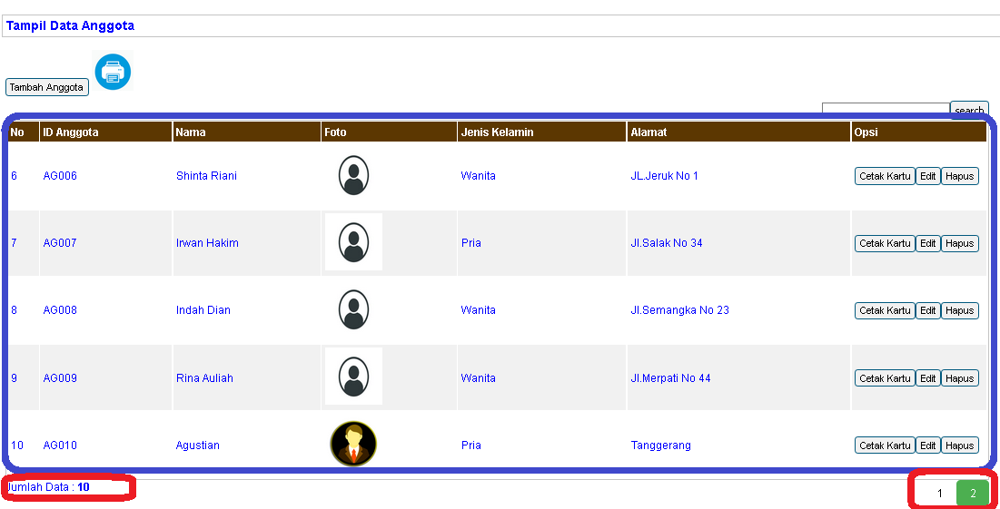 Tampil Data Anggota
Tambah Anggota
search
No ID Anggota Nama Foto Jenis Kelamin Alamat Opsi
6 AG006 Shinta Riani Wanita JL.Jeruk No 1 Cetak Kartu Edit Hapus
7 AG007 Irwan Hakim Pria Jl.Salak No 34 Cetak Kartu Edit Hapus
8 AG008 Indah Dian Wanita Jl.Semangka No 23 Cetak Kartu Edit Hapus
9 AG009 Rina Auliah Wanita Jl.Merpati No 44 Cetak Kartu Edit Hapus
10 AG010 Agustian Pria Tanggerang Cetak Kartu Edit Hapus
Jumlah Data : 10
1 2